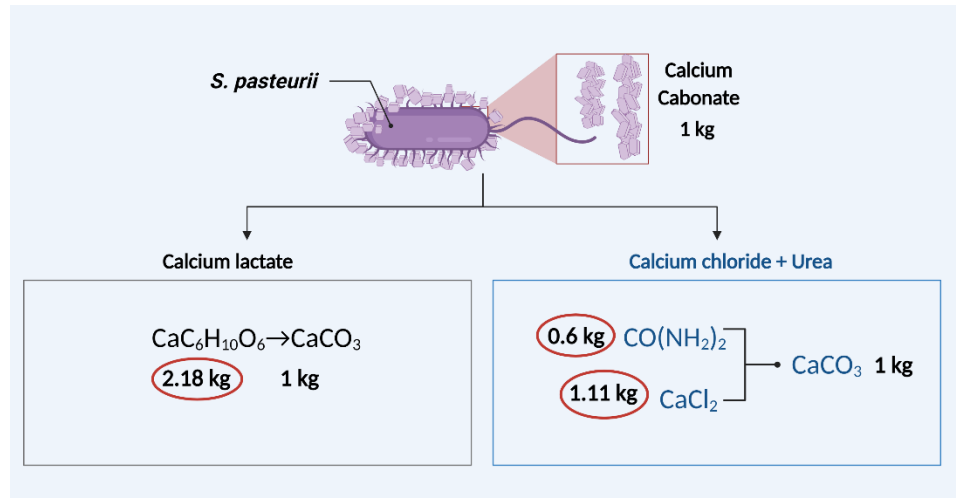 S. pasteurii
Calcium
Cabonate
1 kg
Calcium lactate
CaC₆H₁₀O₆→CaCO₃
2.18 kg 1 kg
Calcium chloride + Urea
0.6 kg CO(NH₂)₂
CaCO₃ 1 kg
1.11 kg CaCl₂